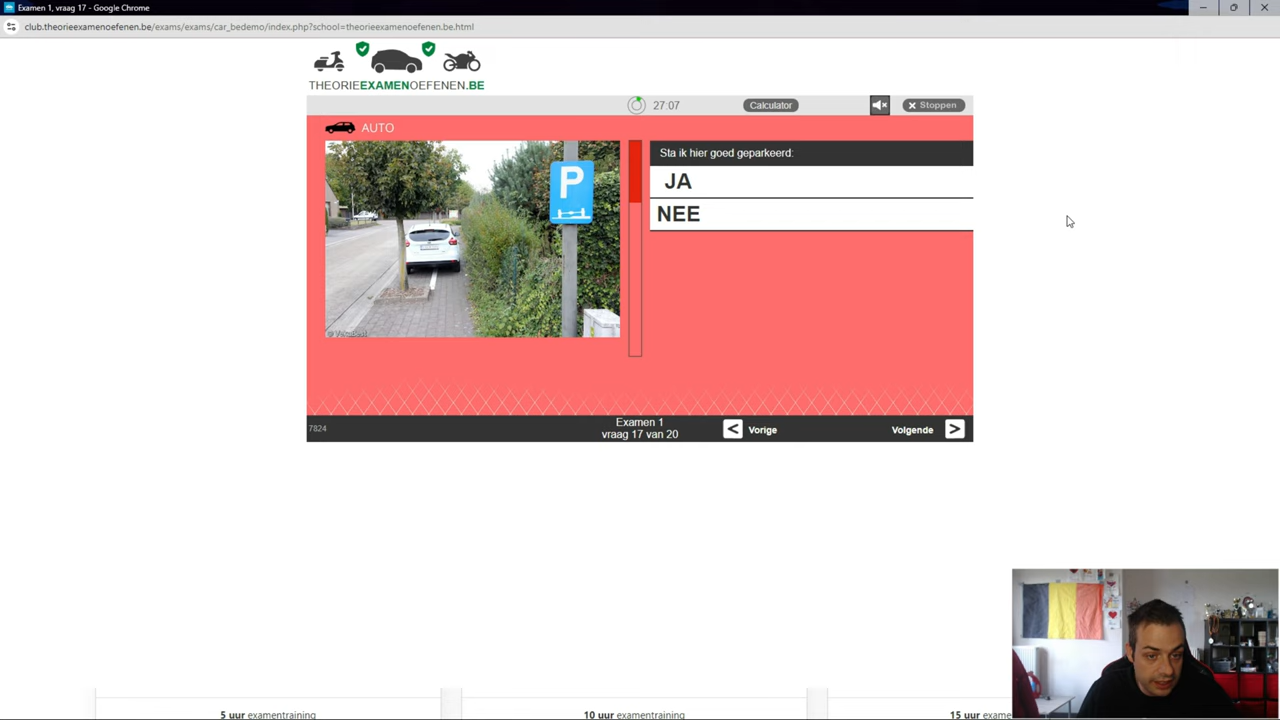 Examen 1, vraag 17 - Google Chrome
club.theorieexamenoefenen.be/exams/exams/car_bedemo/index.php?school=theorieexamenoefenen.be.html
THEORIEEXAMENOEFENEN.BE
27:07
Calculator
Stoppen
AUTO
P
Sta ik hier goed geparkeerd:
JA
NEE
7824
Examen 1
vraag 17 van 20
< Vorige
Volgende >
5 uur examentraining
10 uur examentraining
15 uur exame